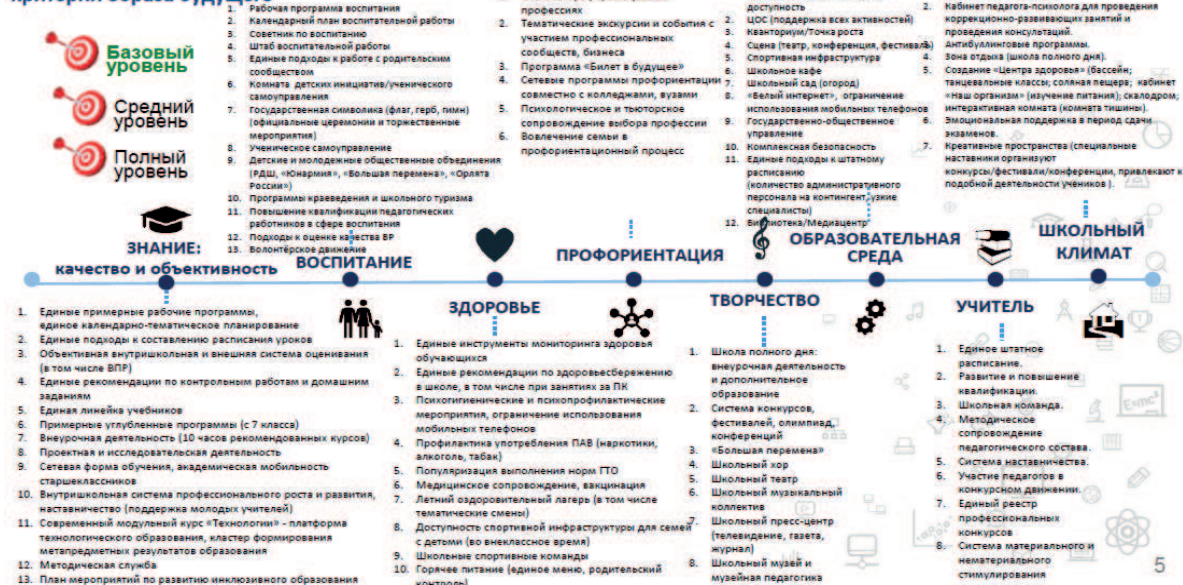 критерии образа будущего
Базовый
уровень
Средний
уровень
Полный
уровень
1. Рабочая программа воспитания
2. Календарный план воспитательной работы
3. Советник по воспитанию
4. Штаб воспитательной работы
5. Единые подходы к работе с родительским
сообществом
6. Комната детских инициатив/ученического
самоуправления
7. Государственная символика (флаг, герб, гимн)
(официальные церемонии и торжественные
мероприятия)
8. Ученическое самоуправление
9. Детские и молодежные общественные объединения
(РДШ, «Юнармия», «Большая перемена», «Орлята
России»)
10. Программы краеведения и школьного туризма
11. Повышение квалификации педагогических
работников в сфере воспитания
12. Подходы к оценке качества ВР
13. Волонтёрское движение
профессиях
2. Тематические экскурсии и события с
участием профессиональных
сообществ, бизнеса
3. Программа «Билет в будущее»
4. Сетевые программы профориентации
совместно с колледжами, вузами
5. Психологическое и тьюторское
сопровождение выбора профессии
6. Вовлечение семьи в
профориентационный процесс
доступность
2. ЦОС (поддержка всех активностей)
3. Кванториум/Точка роста
4. Сцена (театр, конференция, фестиваль)
5. Спортивная инфраструктура
6. Школьное кафе
7. Школьный сад (огород)
8. «Белый интернет», ограничение
использования мобильных телефонов
9. Государственно-общественное
управление
10. Комплексная безопасность
11. Единые подходы к штатному
расписанию
(количество административного
персонала на контингент, узкие
специалисты)
12. Библиотека/Медиацентр
2. Кабинет педагога-психолога для проведения
коррекционно-развивающих занятий и
проведения консультаций.
3. Антибуллинговые программы.
4. Зона отдыха (школа полного дня).
5. Создание «Центра здоровья» (бассейн;
танцевальные классы; соляная пещера; кабинет
«Наш организм» (изучение питания); скалодром;
интерактивная комната (комната тишины).
6. Эмоциональная поддержка в период сдачи
экзаменов.
7. Креативные пространства (специальные
наставники организуют
конкурсы/фестивали/конференции, привлекают к
подобной деятельности учеников ).
ЗНАНИЕ:
качество и объективность
ВОСПИТАНИЕ
ЗДОРОВЬЕ
ПРОФОРИЕНТАЦИЯ
ТВОРЧЕСТВО
ОБРАЗОВАТЕЛЬНАЯ
СРЕДА
УЧИТЕЛЬ
ШКОЛЬНЫЙ
КЛИМАТ
1. Единые примерные рабочие программы,
единое календарно-тематическое планирование
2. Единые подходы к составлению расписания уроков
3. Объективная внутришкольная и внешняя система оценивания
(в том числе ВПР)
4. Единые рекомендации по контрольным работам и домашним
заданиям
5. Единая линейка учебников
6. Примерные углубленные программы (с 7 класса)
7. Внеурочная деятельность (10 часов рекомендованных курсов)
8. Проектная и исследовательская деятельность
9. Сетевая форма обучения, академическая мобильность
старшеклассников
10. Внутришкольная система профессионального роста и развития,
наставничество (поддержка молодых учителей)
11. Современный модульный курс «Технологии» - платформа
технологического образования, кластер формирования
метапредметных результатов образования
12. Методическая служба
13. План мероприятий по развитию инклюзивного образования
1. Единые инструменты мониторинга здоровья
обучающихся
2. Единые рекомендации по здоровьесбережению
в школе, в том числе при занятиях за ПК
3. Психогигиенические и психопрофилактические
мероприятия, ограничение использования
мобильных телефонов
4. Профилактика употребления ПАВ (наркотики,
алкоголь, табак)
5. Популяризация выполнения норм ГТО
6. Медицинское сопровождение, вакцинация
7. Летний оздоровительный лагерь (в том числе
тематические смены)
8. Доступность спортивной инфраструктуры для семей
с детьми (во внеклассное время)
9. Школьные спортивные команды
10. Горячее питание (единое меню, родительский
контроль)
1. Школа полного дня:
внеурочная деятельность
и дополнительное
образование
2. Система конкурсов,
фестивалей, олимпиад,
конференций
3. «Большая перемена»
4. Школьный хор
5. Школьный театр
6. Школьный музыкальный
коллектив
7. Школьный пресс-центр
(телевидение, газета,
журнал)
8. Школьный музей и
музейная педагогика
1. Единое штатное
расписание.
2. Развитие и повышение
квалификации.
3. Школьная команда.
4. Методическое
сопровождение
педагогического состава.
5. Система наставничества.
6. Участие педагогов в
конкурсном движении.
7. Единый реестр
профессиональных
конкурсов
8. Система материального и
нематериального
стимулирования
E=mc²
5